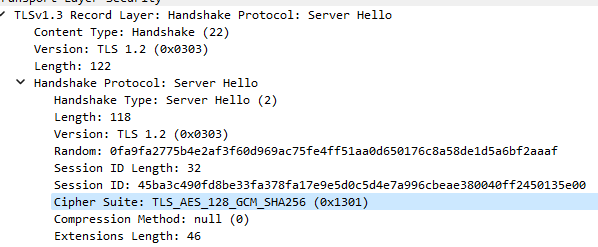 Transport Layer Security
TLSv1.3 Record Layer: Handshake Protocol: Server Hello
Content Type: Handshake (22)
Version: TLS 1.2 (0x0303)
Length: 122
Handshake Protocol: Server Hello
Handshake Type: Server Hello (2)
Length: 118
Version: TLS 1.2 (0x0303)
Random: 0fa9fa2775b4e2af3f60d969ac75fe4ff51aa0d650176c8a58de1d5a6bf2aaaf
Session ID Length: 32
Session ID: 45ba3c490fd8be33fa378fa17e9e5d0c5d4e7a996cbeae380040ff2450135e00
Cipher Suite: TLS_AES_128_GCM_SHA256 (0x1301)
Compression Method: null (0)
Extensions Length: 46